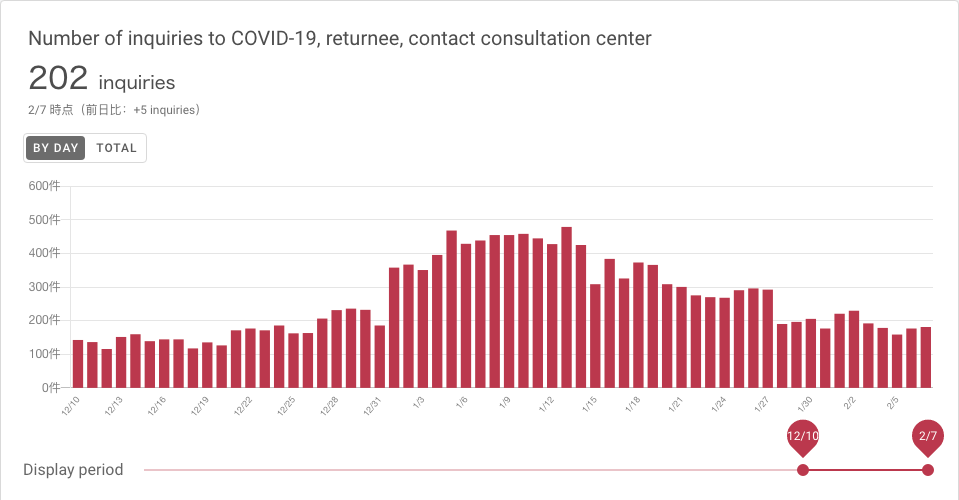 Number of inquiries to COVID-19, returnee, contact consultation center
202 inquiries
2/7 時点（前日比：+5 inquiries）
BY DAY TOTAL
600件
500件
400件
300件
200件
100件
0件
12/10 12/13 12/16 12/19 12/22 12/25 12/28 12/31 1/3 1/6 1/9 1/12 1/15 1/18 1/21 1/24 1/27 1/30 2/2 2/5
12/10 2/7
Display period